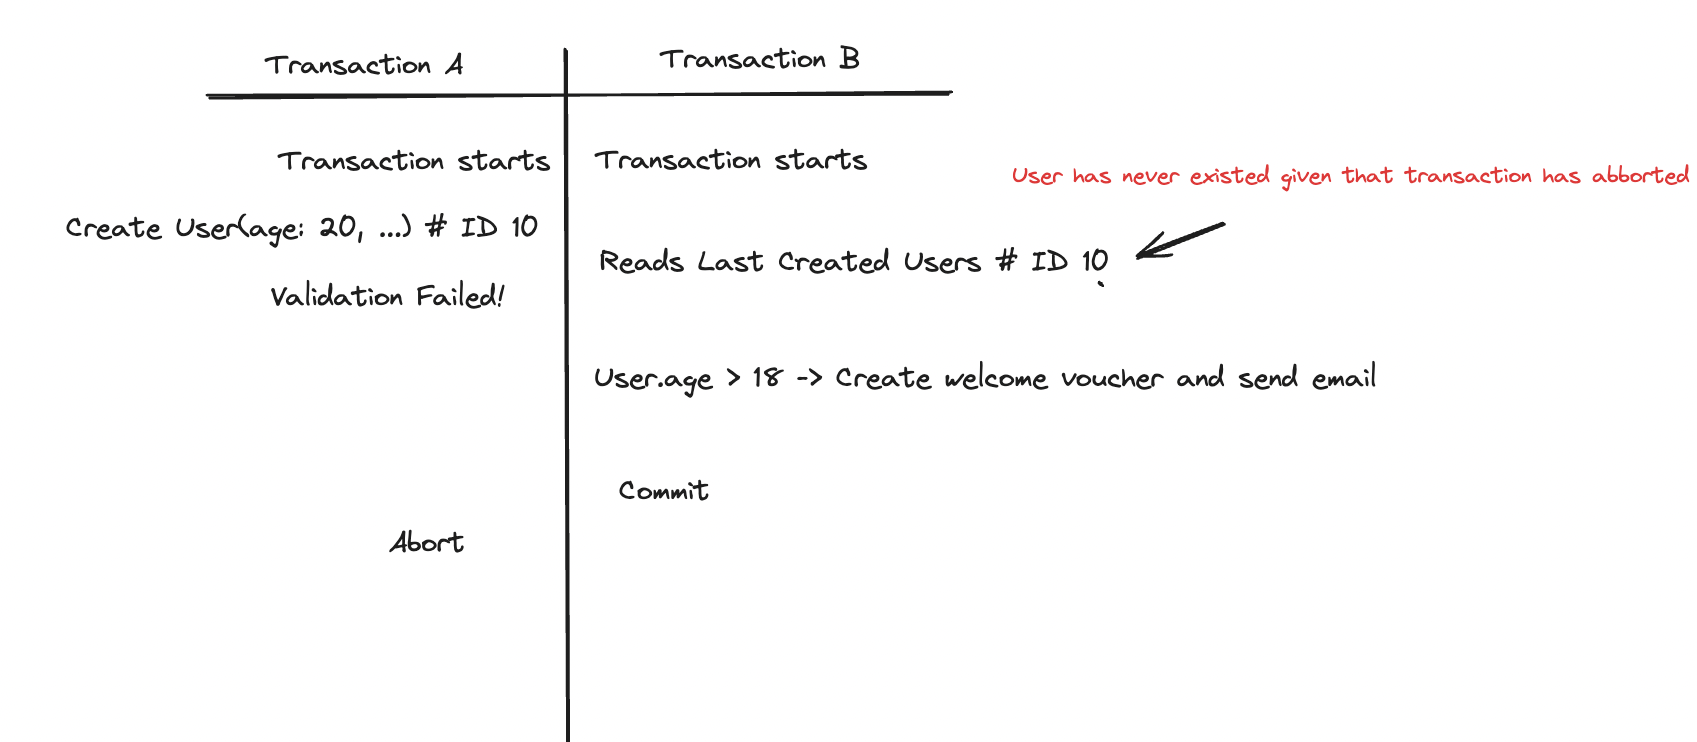 Transaction A
Transaction B
Transaction starts
Transaction starts
User has never existed given that transaction has abborted
Create User(age: 20, ...) # ID 10
Reads Last Created Users # ID 10
Validation Failed!
User.age > 18 -> Create welcome voucher and send email
Commit
Abort